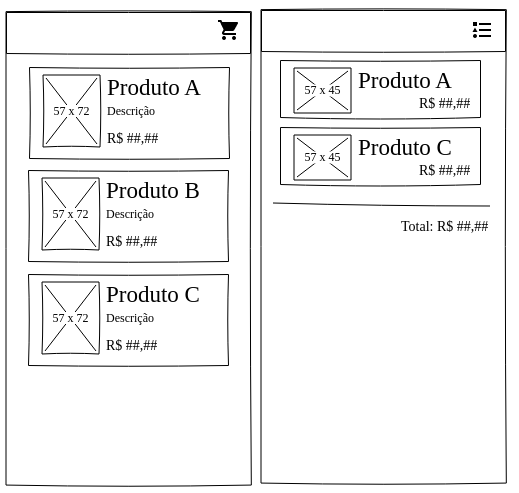 57 x 72
Produto A
Descrição
R$ ##,##
57 x 72
Produto B
Descrição
R$ ##,##
57 x 72
Produto C
Descrição
R$ ##,##
57 x 45
Produto A
R$ ##,##
57 x 45
Produto C
R$ ##,##
Total: R$ ##,##